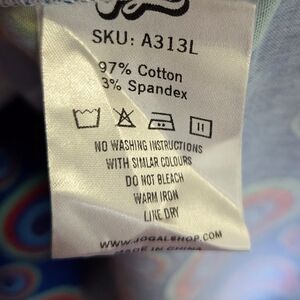 SKU: A313L
97% Cotton
3% Spandex
NO WASHING INSTRUCTIONS
WITH SIMILAR COLOURS
DO NOT BLEACH
WARM IRON
LINE DRY
WWW.JOGALSHOP.COM
MADE IN CHINA